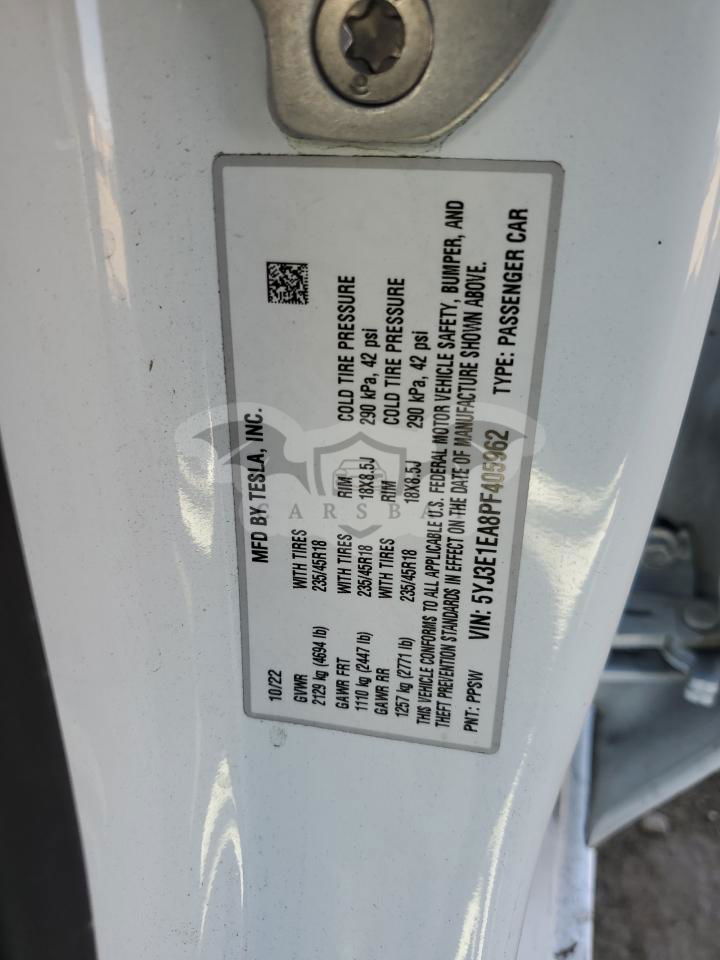 MFD BY TESLA, INC.
10/22
GVWR WITH TIRES
2129 kg (4694 lb) 235/45R18
GAWR FRT WITH TIRES RIM COLD TIRE PRESSURE
1110 kg (2447 lb) 235/45R18 18X8.5J 290 kPa, 42 psi
GAWR RR WITH TIRES RIM COLD TIRE PRESSURE
1257 kg (2771 lb) 235/45R18 18X8.5J 290 kPa, 42 psi
THIS VEHICLE CONFORMS TO ALL APPLICABLE U.S. FEDERAL MOTOR VEHICLE SAFETY, BUMPER, AND
THEFT PREVENTION STANDARDS IN EFFECT ON THE DATE OF MANUFACTURE SHOWN ABOVE.
PNT: PPSW VIN: 5YJ3E1EA8PF405962 TYPE: PASSENGER CAR